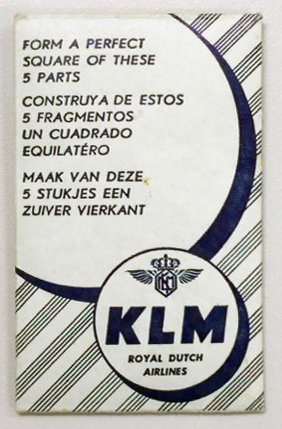 FORM A PERFECT
SQUARE OF THESE
5 PARTS
CONSTRUYA DE ESTOS
5 FRAGMENTOS
UN CUADRADO
EQUILATÉRO
MAAK VAN DEZE
5 STUKJES EEN
ZUIVER VIERKANT
KLM
KLM
ROYAL DUTCH
AIRLINES